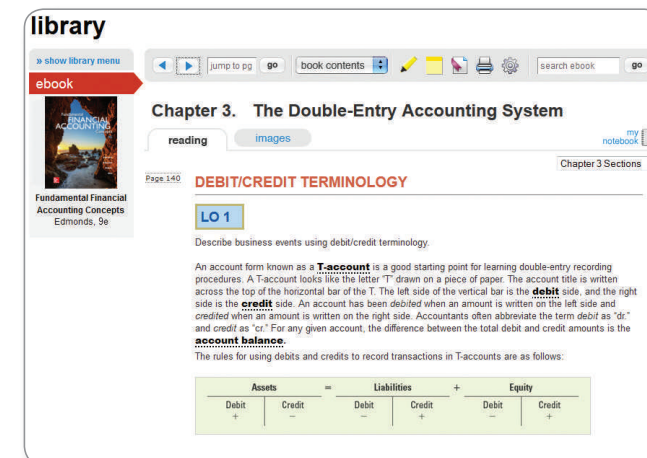 library
» show library menu
ebook
Fundamental
FINANCIAL
ACCOUNTING
Concepts
Fundamental Financial
Accounting Concepts
Edmonds, 9e
jump to pg
go
book contents
search ebook
go
Chapter 3. The Double-Entry Accounting System
reading
images
my
notebook
Chapter 3 Sections
Page 140
DEBIT/CREDIT TERMINOLOGY
LO 1
Describe business events using debit/credit terminology.
An account form known as a T-account is a good starting point for learning double-entry recording
procedures. A T-account looks like the letter "T" drawn on a piece of paper. The account title is written
across the top of the horizontal bar of the T. The left side of the vertical bar is the debit side, and the right
side is the credit side. An account has been debited when an amount is written on the left side and
credited when an amount is written on the right side. Accountants often abbreviate the term debit as "dr."
and credit as "cr." For any given account, the difference between the total debit and credit amounts is the
account balance.
The rules for using debits and credits to record transactions in T-accounts are as follows:
Assets = Liabilities + Equity
Debit Credit Debit Credit Debit Credit
+ − − + − +